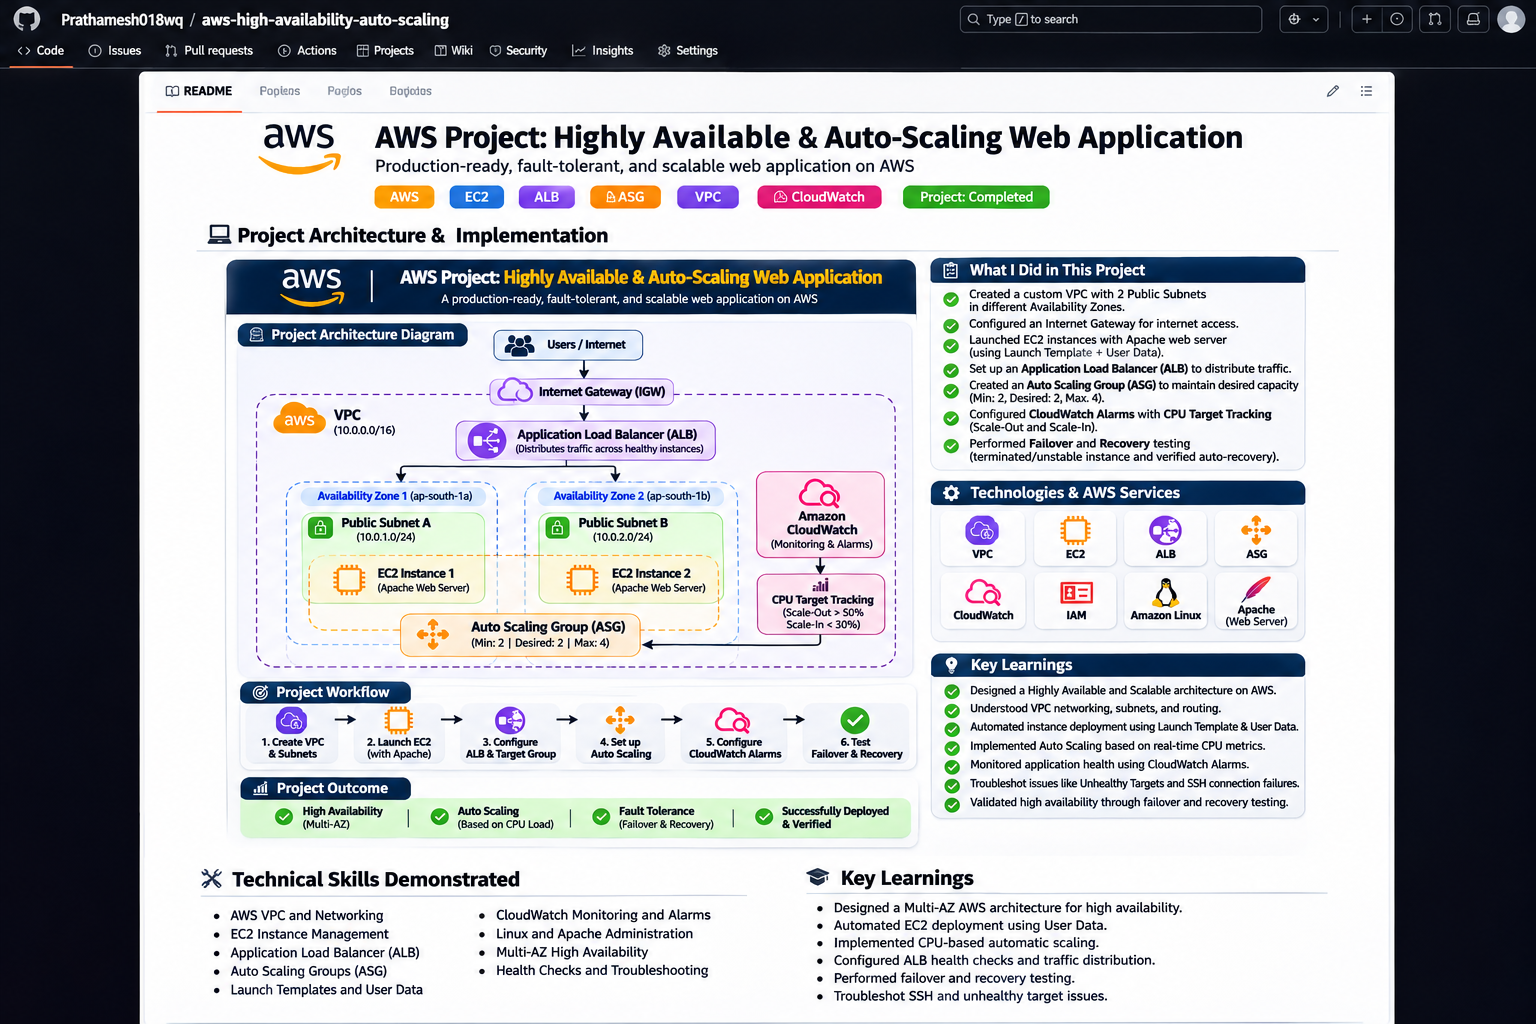 Prathamesh018wq / aws-high-availability-auto-scaling
Type / to search
Code
Issues
Pull requests
Actions
Projects
Wiki
Security
Insights
Settings
README
aws
AWS Project: Highly Available & Auto-Scaling Web Application
Production-ready, fault-tolerant, and scalable web application on AWS
AWS
EC2
ALB
ASG
VPC
CloudWatch
Project: Completed
Project Architecture & Implementation
aws
AWS Project: Highly Available & Auto-Scaling Web Application
A production-ready, fault-tolerant, and scalable web application on AWS
Project Architecture Diagram
Users / Internet
Internet Gateway (IGW)
aws
VPC
(10.0.0.0/16)
Application Load Balancer (ALB)
(Distributes traffic across healthy instances)
Availability Zone 1 (ap-south-1a)
Public Subnet A
(10.0.1.0/24)
EC2 Instance 1
(Apache Web Server)
Availability Zone 2 (ap-south-1b)
Public Subnet B
(10.0.2.0/24)
EC2 Instance 2
(Apache Web Server)
Auto Scaling Group (ASG)
(Min: 2 | Desired: 2 | Max: 4)
Amazon
CloudWatch
(Monitoring & Alarms)
CPU Target Tracking
(Scale-Out > 50%
Scale-In < 30%)
Project Workflow
1. Create VPC
& Subnets
2. Launch EC2
(with Apache)
3. Configure
ALB & Target Group
4. Set up
Auto Scaling
5. Configure
CloudWatch Alarms
6. Test
Failover & Recovery
Project Outcome
High Availability
(Multi-AZ)
Auto Scaling
(Based on CPU Load)
Fault Tolerance
(Failover & Recovery)
Successfully Deployed
& Verified
What I Did in This Project
Created a custom VPC with 2 Public Subnets
in different Availability Zones.
Configured an Internet Gateway for internet access.
Launched EC2 instances with Apache web server
(using Launch Template + User Data).
Set up an Application Load Balancer (ALB) to distribute traffic.
Created an Auto Scaling Group (ASG) to maintain desired capacity
(Min: 2, Desired: 2, Max. 4).
Configured CloudWatch Alarms with CPU Target Tracking
(Scale-Out and Scale-In).
Performed Failover and Recovery testing
(terminated/unstable instance and verified auto-recovery).
Technologies & AWS Services
VPC
EC2
ALB
ASG
CloudWatch
IAM
Amazon Linux
Apache
(Web Server)
Key Learnings
Designed a Highly Available and Scalable architecture on AWS.
Understood VPC networking, subnets, and routing.
Automated instance deployment using Launch Template & User Data.
Implemented Auto Scaling based on real-time CPU metrics.
Monitored application health using CloudWatch Alarms.
Troubleshot issues like Unhealthy Targets and SSH connection failures.
Validated high availability through failover and recovery testing.
Technical Skills Demonstrated
AWS VPC and Networking
EC2 Instance Management
Application Load Balancer (ALB)
Auto Scaling Groups (ASG)
Launch Templates and User Data
CloudWatch Monitoring and Alarms
Linux and Apache Administration
Multi-AZ High Availability
Health Checks and Troubleshooting
Key Learnings
Designed a Multi-AZ AWS architecture for high availability.
Automated EC2 deployment using User Data.
Implemented CPU-based automatic scaling.
Configured ALB health checks and traffic distribution.
Performed failover and recovery testing.
Troubleshot SSH and unhealthy target issues.